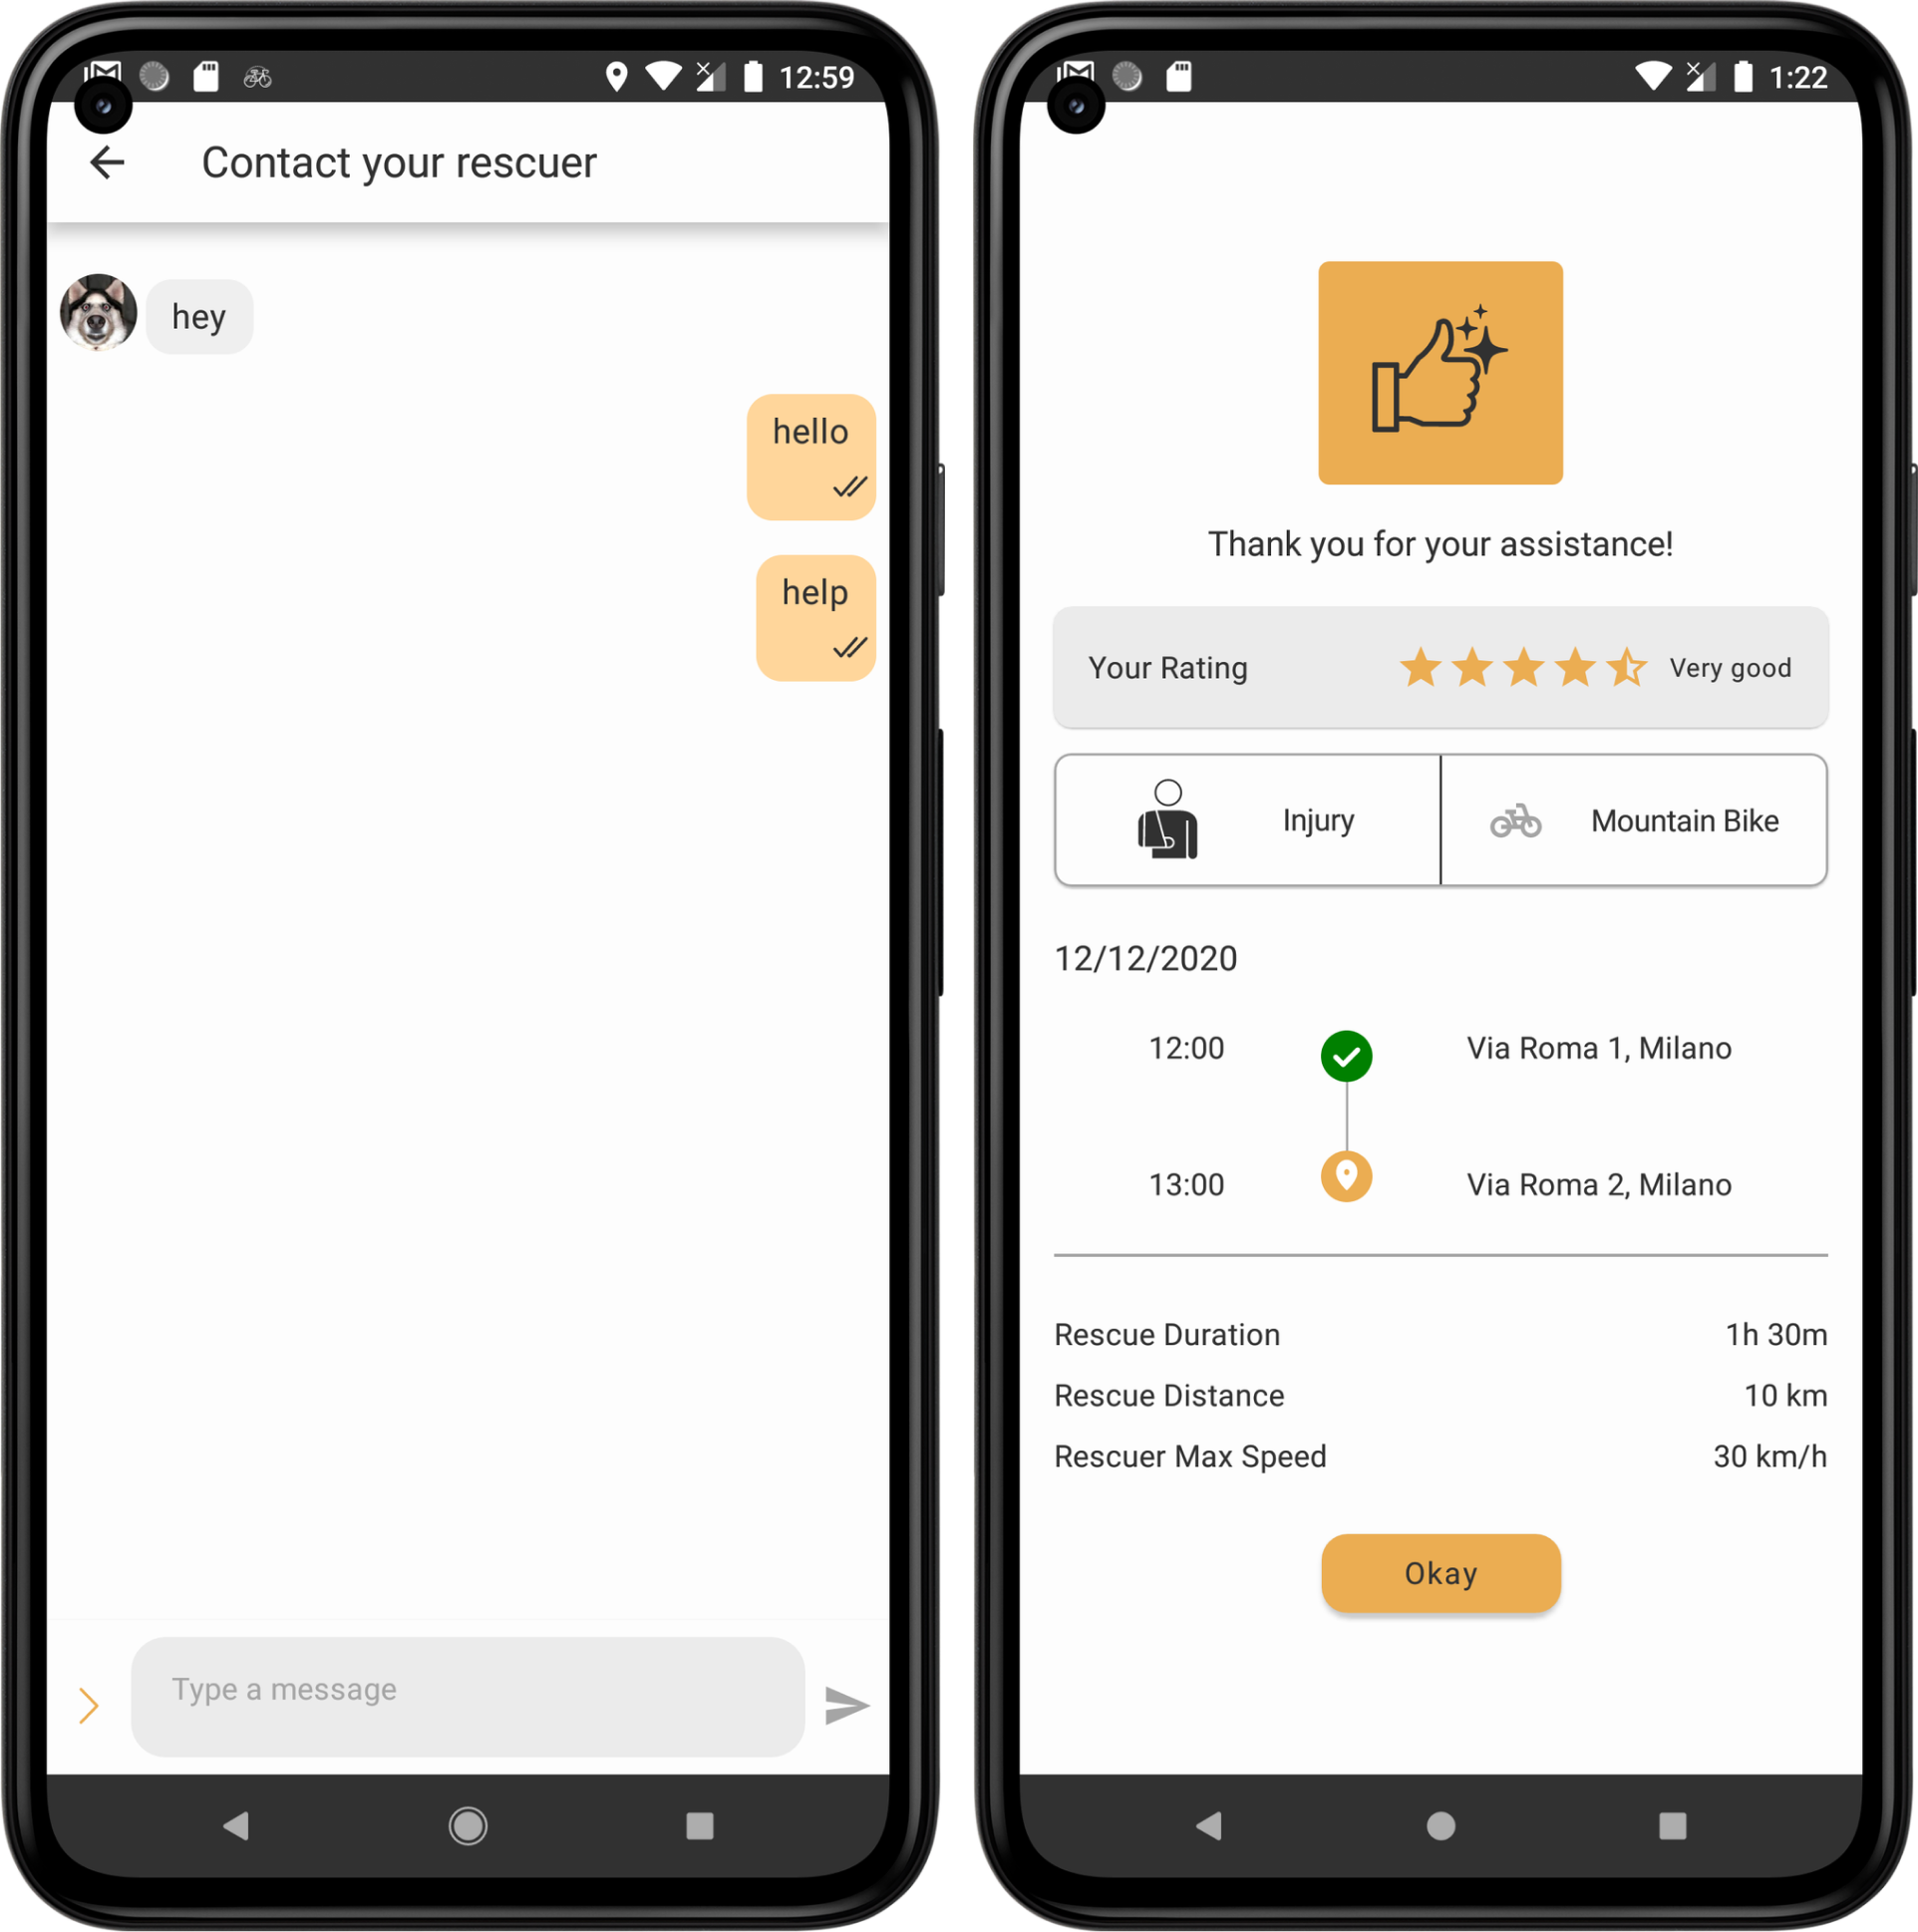 12:59
Contact your rescuer
hey
hello
help
Type a message
1:22
Thank you for your assistance!
Your Rating Very good
Injury Mountain Bike
12/12/2020
12:00 Via Roma 1, Milano
13:00 Via Roma 2, Milano
Rescue Duration 1h 30m
Rescue Distance 10 km
Rescuer Max Speed 30 km/h
Okay